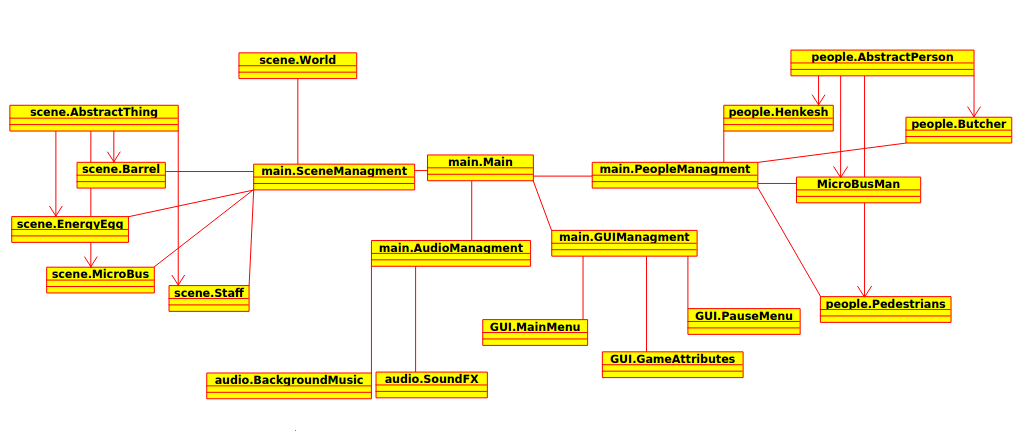 people.AbstractPerson
scene.World
scene.AbstractThing
people.Henkesh
people.Butcher
main.Main
scene.Barrel
main.SceneManagment
main.PeopleManagment
MicroBusMan
scene.EnergyEgg
main.GUIManagment
main.AudioManagment
scene.MicroBus
scene.Staff
people.Pedestrians
GUI.PauseMenu
GUI.MainMenu
GUI.GameAttributes
audio.BackgroundMusic
audio.SoundFX